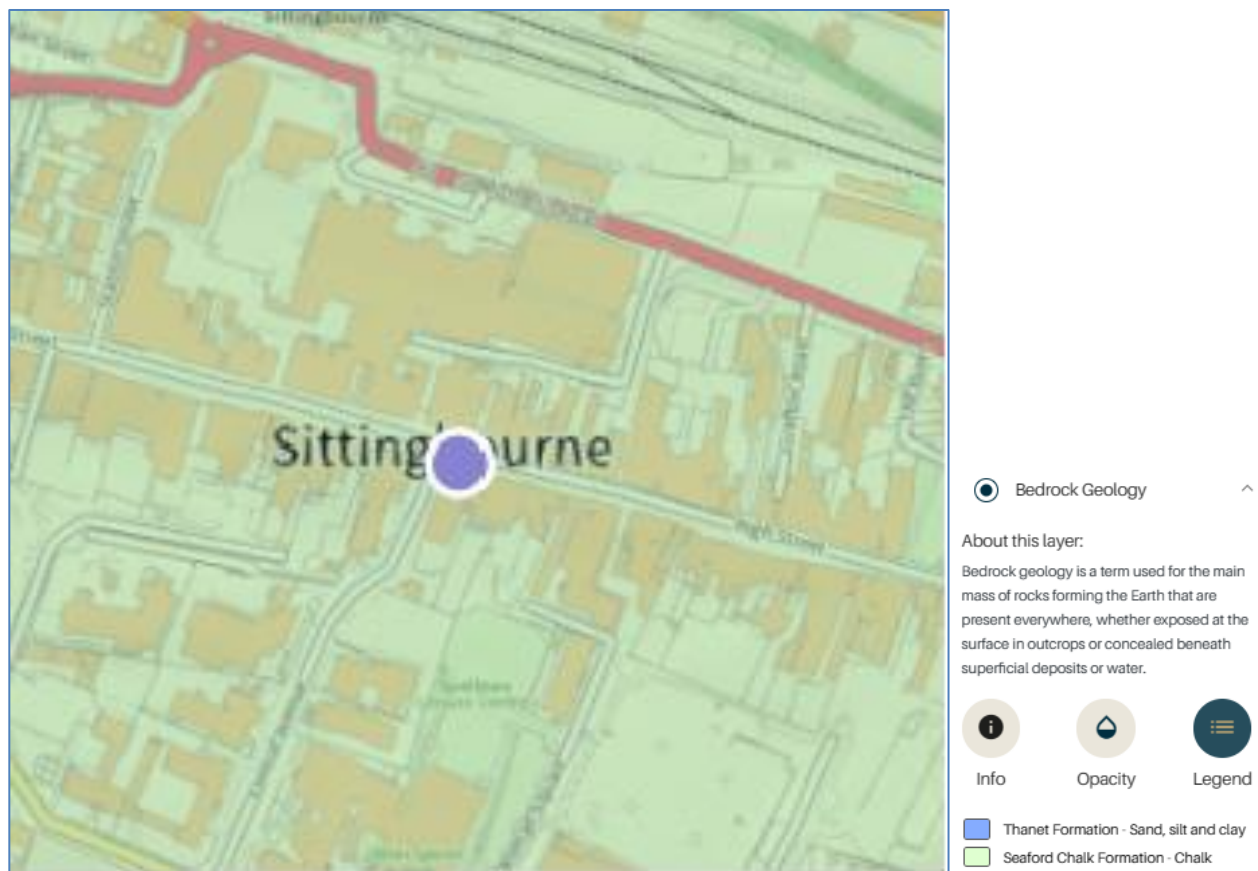 Sittingbourne
Street
Sittingbourne
High Street
Bedrock Geology
About this layer:
Bedrock geology is a term used for the main
mass of rocks forming the Earth that are
present everywhere, whether exposed at the
surface in outcrops or concealed beneath
superficial deposits or water.
Info
Opacity
Legend
Thanet Formation - Sand, silt and clay
Seaford Chalk Formation - Chalk